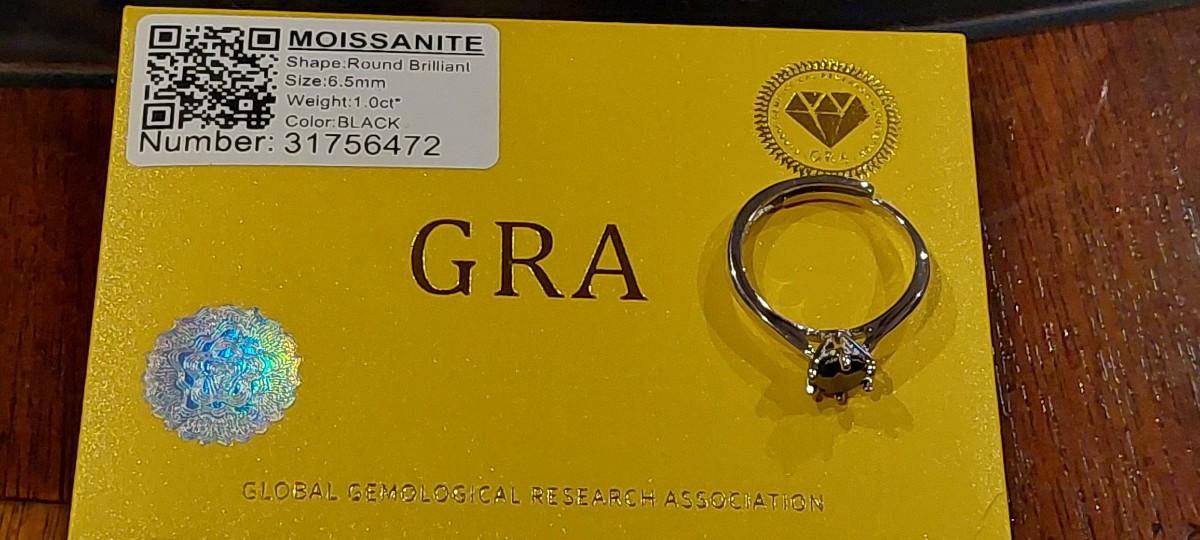 MOISSANITE
Shape:Round Brilliant
Size:6.5mm
Weight:1.0ct*
Color:BLACK
Number: 31756472
GRA
GRA
GLOBAL GEMOLOGICAL RESEARCH ASSOCIATION